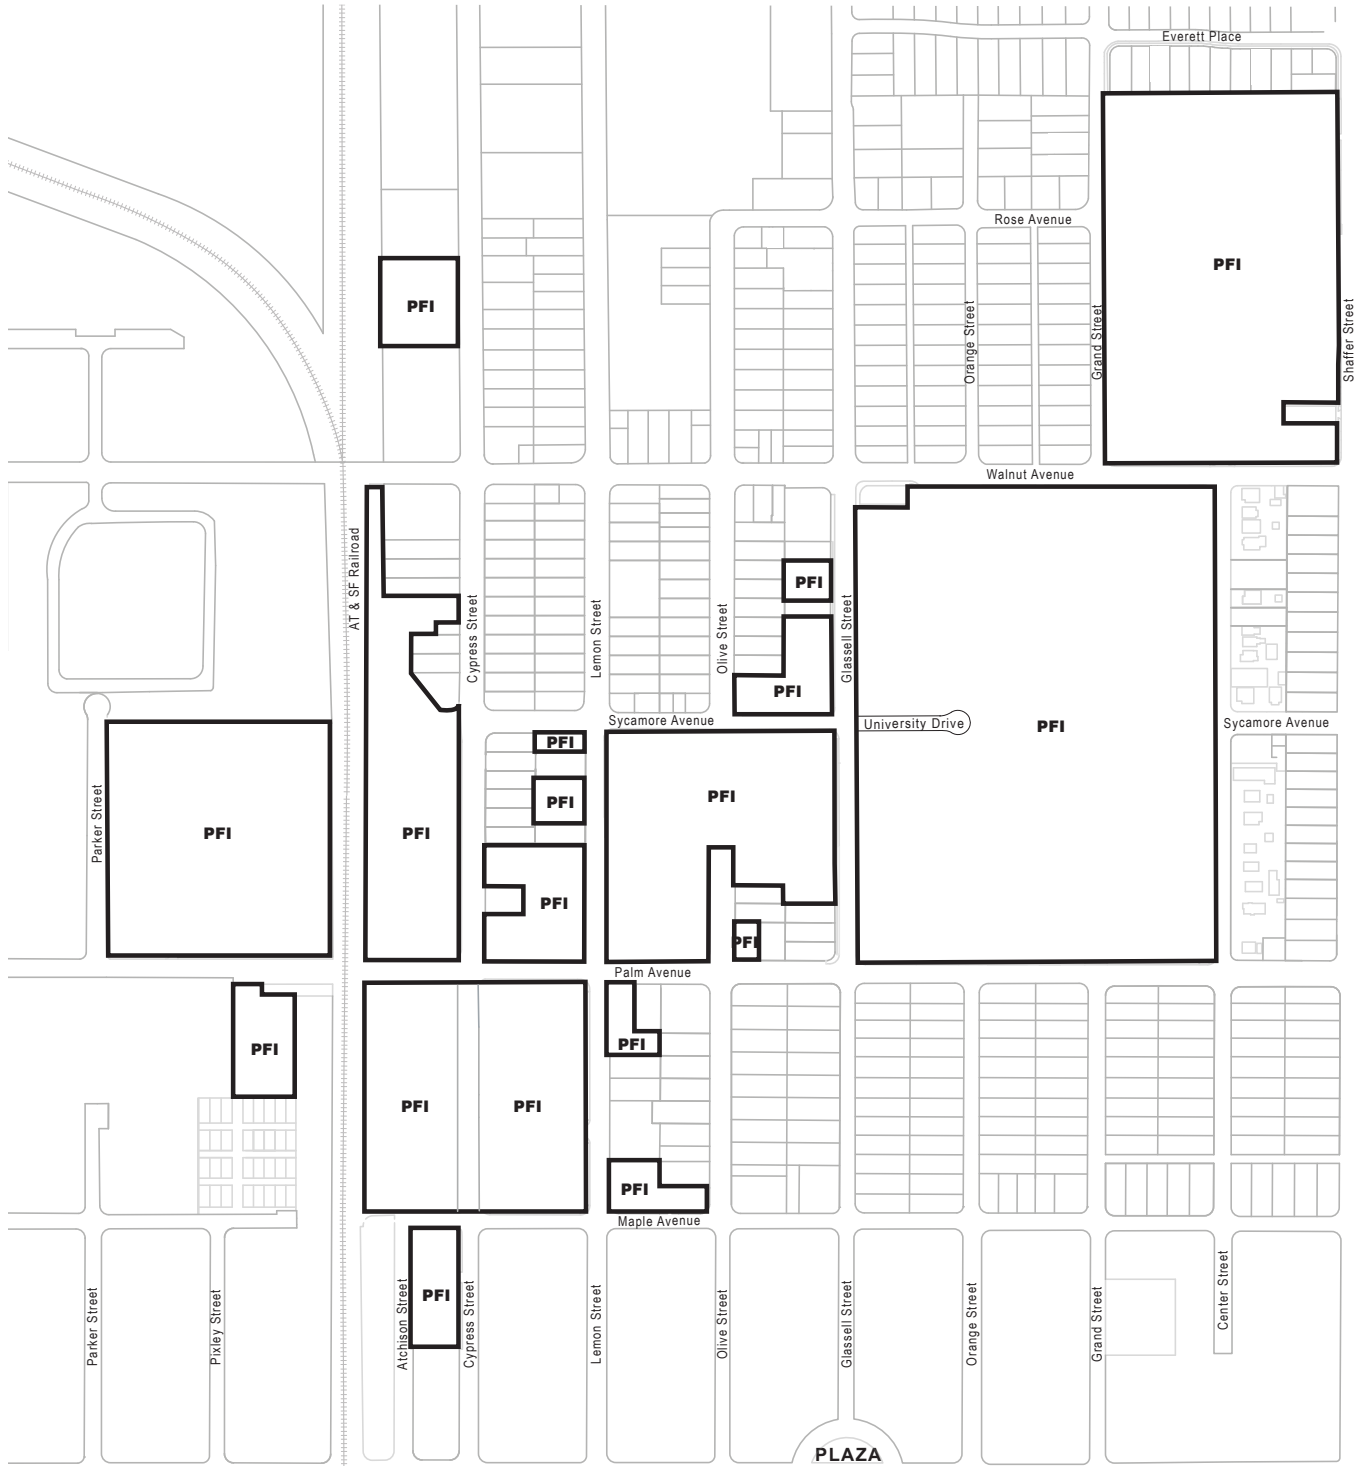 Everett Place
Rose Avenue
PFI
PFI
Orange Street
Grand Street
Shaffer Street
Walnut Avenue
AT & SF Railroad
Cypress Street
Lemon Street
Olive Street
PFI
Glassell Street
PFI
Sycamore Avenue
University Drive
PFI
Sycamore Avenue
PFI
PFI
PFI
Parker Street
PFI
PFI
PFI
PFI
Palm Avenue
PFI
PFI
PFI
PFI
PFI
Maple Avenue
Parker Street
Pixley Street
Atchison Street
PFI
Cypress Street
Lemon Street
Olive Street
Glassell Street
Orange Street
Grand Street
Center Street
PLAZA